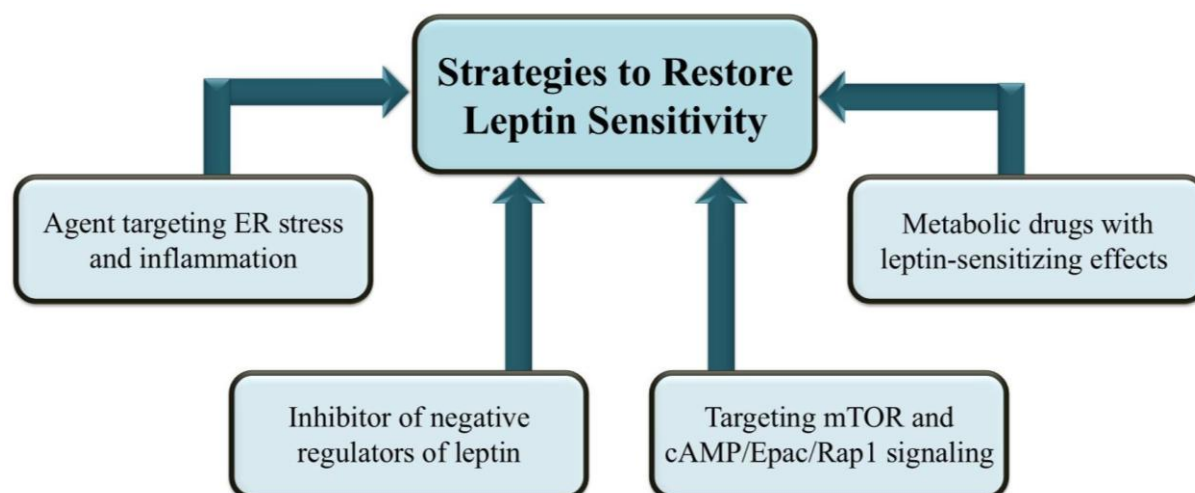 Strategies to Restore
Leptin Sensitivity
Agent targeting ER stress
and inflammation
Metabolic drugs with
leptin-sensitizing effects
Inhibitor of negative
regulators of leptin
Targeting mTOR and
cAMP/Epac/Rap1 signaling